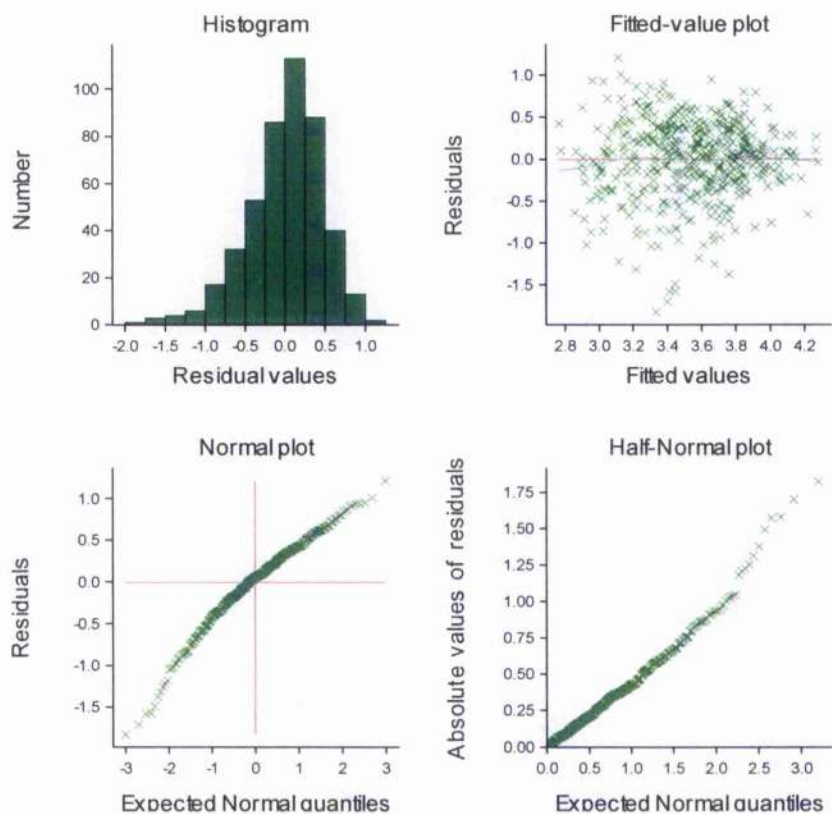 Histogram
Number
100
80
60
40
20
0
-2.0 -1.5 -1.0 -0.5 0.0 0.5 1.0
Residual values
Fitted-value plot
Residuals
1.0
0.5
0.0
-0.5
-1.0
-1.5
2.8 3.0 3.2 3.4 3.6 3.8 4.0 4.2
Fitted values
Normal plot
Residuals
1.0
0.5
0.0
-0.5
-1.0
-1.5
-3 -2 -1 0 1 2 3
Expected Normal quantiles
Half-Normal plot
Absolute values of residuals
1.75
1.50
1.25
1.00
0.75
0.50
0.25
0.00
0.0 0.5 1.0 1.5 2.0 2.5 3.0
Expected Normal quantiles